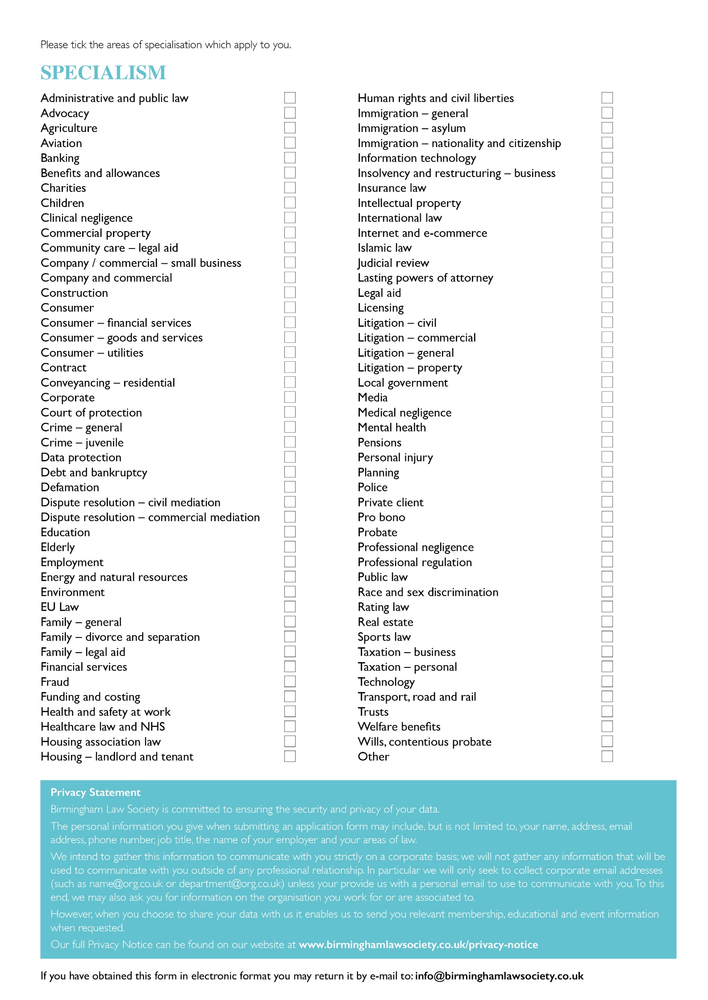 Please tick the areas of specialisation which apply to you.
SPECIALISM
Administrative and public law
Advocacy
Agriculture
Aviation
Banking
Benefits and allowances
Charities
Children
Clinical negligence
Commercial property
Community care – legal aid
Company / commercial – small business
Company and commercial
Construction
Consumer
Consumer – financial services
Consumer – goods and services
Consumer – utilities
Contract
Conveyancing – residential
Corporate
Court of protection
Crime – general
Crime – juvenile
Data protection
Debt and bankruptcy
Defamation
Dispute resolution – civil mediation
Dispute resolution – commercial mediation
Education
Elderly
Employment
Energy and natural resources
Environment
EU Law
Family – general
Family – divorce and separation
Family – legal aid
Financial services
Fraud
Funding and costing
Health and safety at work
Healthcare law and NHS
Housing association law
Housing – landlord and tenant
Human rights and civil liberties
Immigration – general
Immigration – asylum
Immigration – nationality and citizenship
Information technology
Insolvency and restructuring – business
Insurance law
Intellectual property
International law
Internet and e-commerce
Islamic law
Judicial review
Lasting powers of attorney
Legal aid
Licensing
Litigation – civil
Litigation – commercial
Litigation – general
Litigation – property
Local government
Media
Medical negligence
Mental health
Pensions
Personal injury
Planning
Police
Private client
Pro bono
Probate
Professional negligence
Professional regulation
Public law
Race and sex discrimination
Rating law
Real estate
Sports law
Taxation – business
Taxation – personal
Technology
Transport, road and rail
Trusts
Welfare benefits
Wills, contentious probate
Other
Privacy Statement
Birmingham Law Society is committed to ensuring the security and privacy of your data.
The personal information you give when submitting an application form may include, but is not limited to, your name, address, email
address, phone number, job title, the name of your employer and your areas of law.
We intend to gather this information to communicate with you strictly on a corporate basis; we will not gather any information that will be
used to communicate with you outside of any professional relationship. In particular we will only seek to collect corporate email addresses
(such as name@org.co.uk or department@org.co.uk) unless your provide us with a personal email to use to communicate with you. To this
end, we may also ask you for information on the organisation you work for or are associated to.
However, when you choose to share your data with us it enables us to send you relevant membership, educational and event information
when requested.
Our full Privacy Notice can be found on our website at www.birminghamlawsociety.co.uk/privacy-notice
If you have obtained this form in electronic format you may return it by e-mail to: info@birminghamlawsociety.co.uk